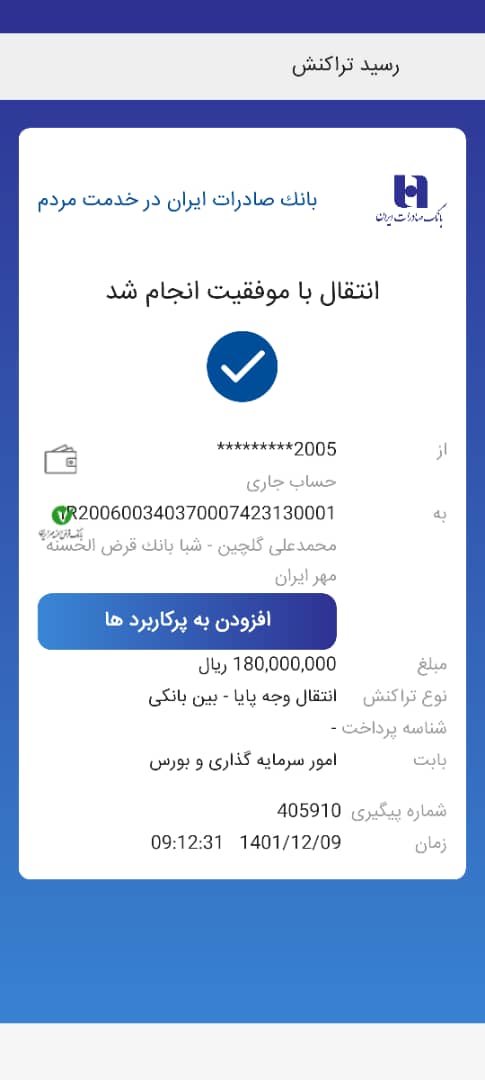 رسید تراکنش
بانك صادرات ایران در خدمت مردم
بانک صادرات ایران
انتقال با موفقیت انجام شد
از *********2005
حساب جاری
به IR200600340370007423130001
محمدعلی گلچین - شبا بانك قرض الحسنه
مهر ایران
افزودن به پرکاربرد ها
مبلغ 180,000,000 ریال
نوع تراکنش انتقال وجه پایا - بین بانکی
شناسه پرداخت -
بابت امور سرمایه گذاری و بورس
شماره پیگیری 405910
زمان 1401/12/09 09:12:31